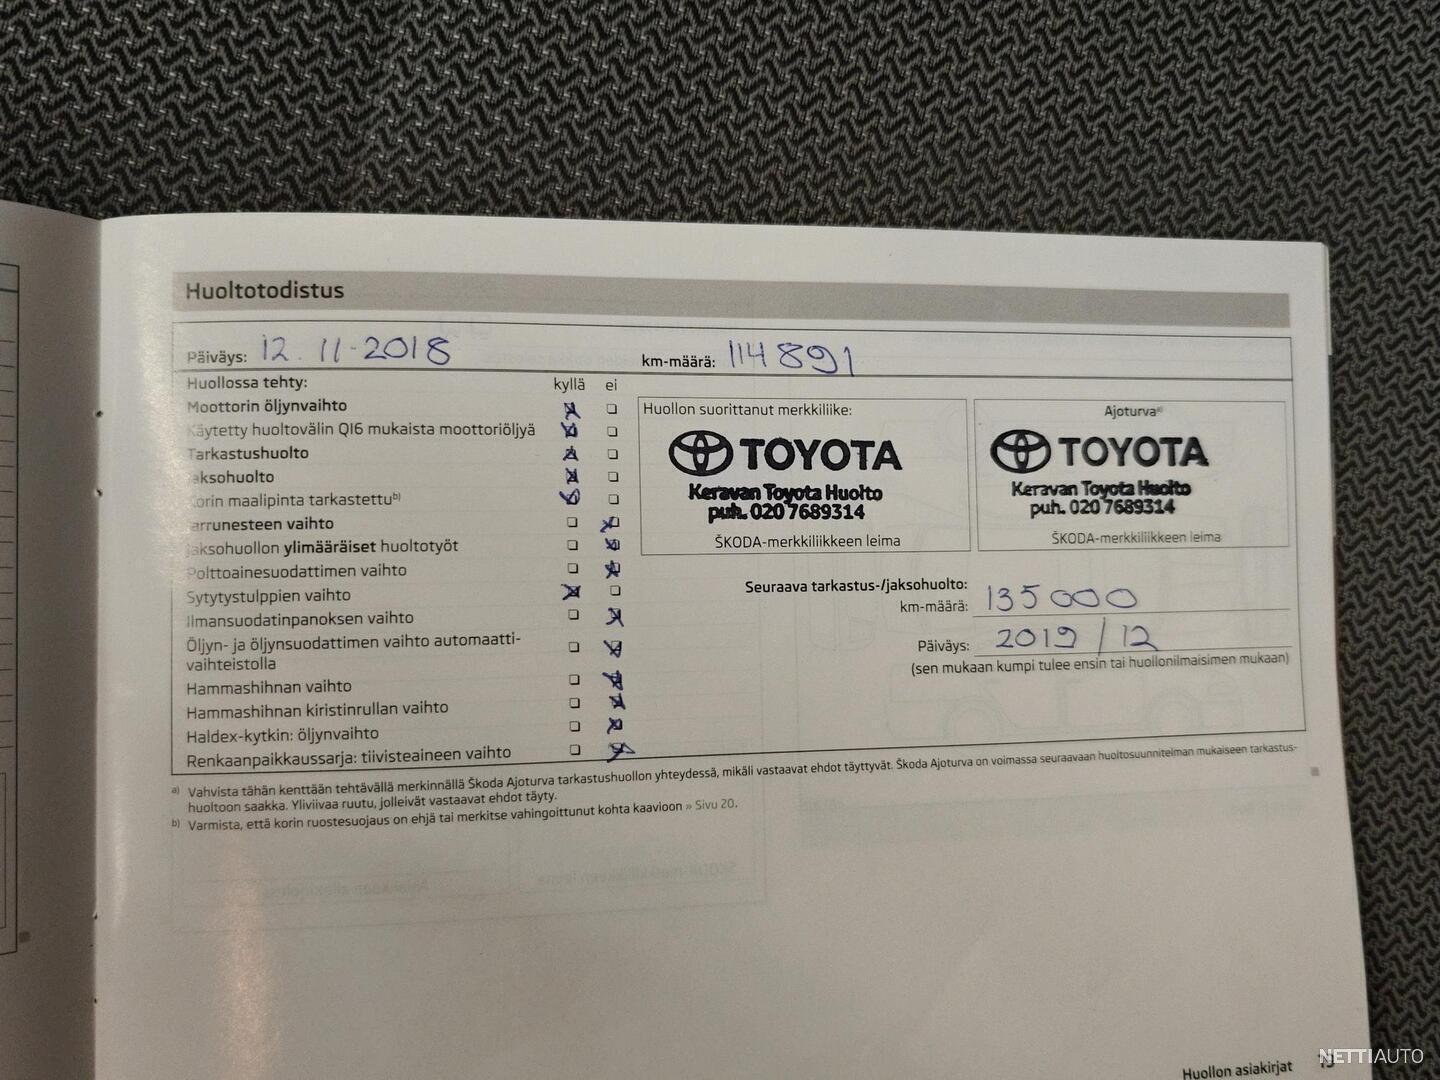 Huoltotodistus
Päiväys: 12.11-2018 km-määrä: 114891
Huollossa tehty: kyllä ei
Moottorin öljynvaihto
Käytetty huoltovälin QI6 mukaista moottoriöljyä
Tarkastushuolto
aksohuolto
orin maalipinta tarkastettu b)
arrunesteen vaihto
jaksohuollon ylimääräiset huoltotyöt
Polttoainesuodattimen vaihto
Sytytystulppien vaihto
Ilmansuodatinpanoksen vaihto
Öljyn- ja öljynsuodattimen vaihto automaatti-
vaihteistolla
Hammashihnan vaihto
Hammashihnan kiristinrullan vaihto
Haldex-kytkin: öljynvaihto
Renkaanpaikkaussarja: tiivisteaineen vaihto
Huollon suorittanut merkkiliike:
TOYOTA
Keravan Toyota Huolto
puh. 020 7689314
ŠKODA-merkkiliikkeen leima
Ajoturva a)
TOYOTA
Keravan Toyota Huolto
puh. 020 7689314
ŠKODA-merkkiliikkeen leima
Seuraava tarkastus-/jaksohuolto:
km-määrä: 135000
Päiväys: 2019/12
(sen mukaan kumpi tulee ensin tai huollonilmaisimen mukaan)
a) Vahvista tähän kenttään tehtävällä merkinnällä Škoda Ajoturva tarkastushuollon yhteydessä, mikäli vastaavat ehdot täyttyvät. Škoda Ajoturva on voimassa seuraavaan huoltosuunnitelman mukaiseen tarkastus-
huoltoon saakka. Yliviivaa ruutu, jolleivät vastaavat ehdot täyty.
b) Varmista, että korin ruostesuojaus on ehjä tai merkitse vahingoittunut kohta kaavioon » Sivu 20.
Huollon asiakirjat
NETTIAUTO